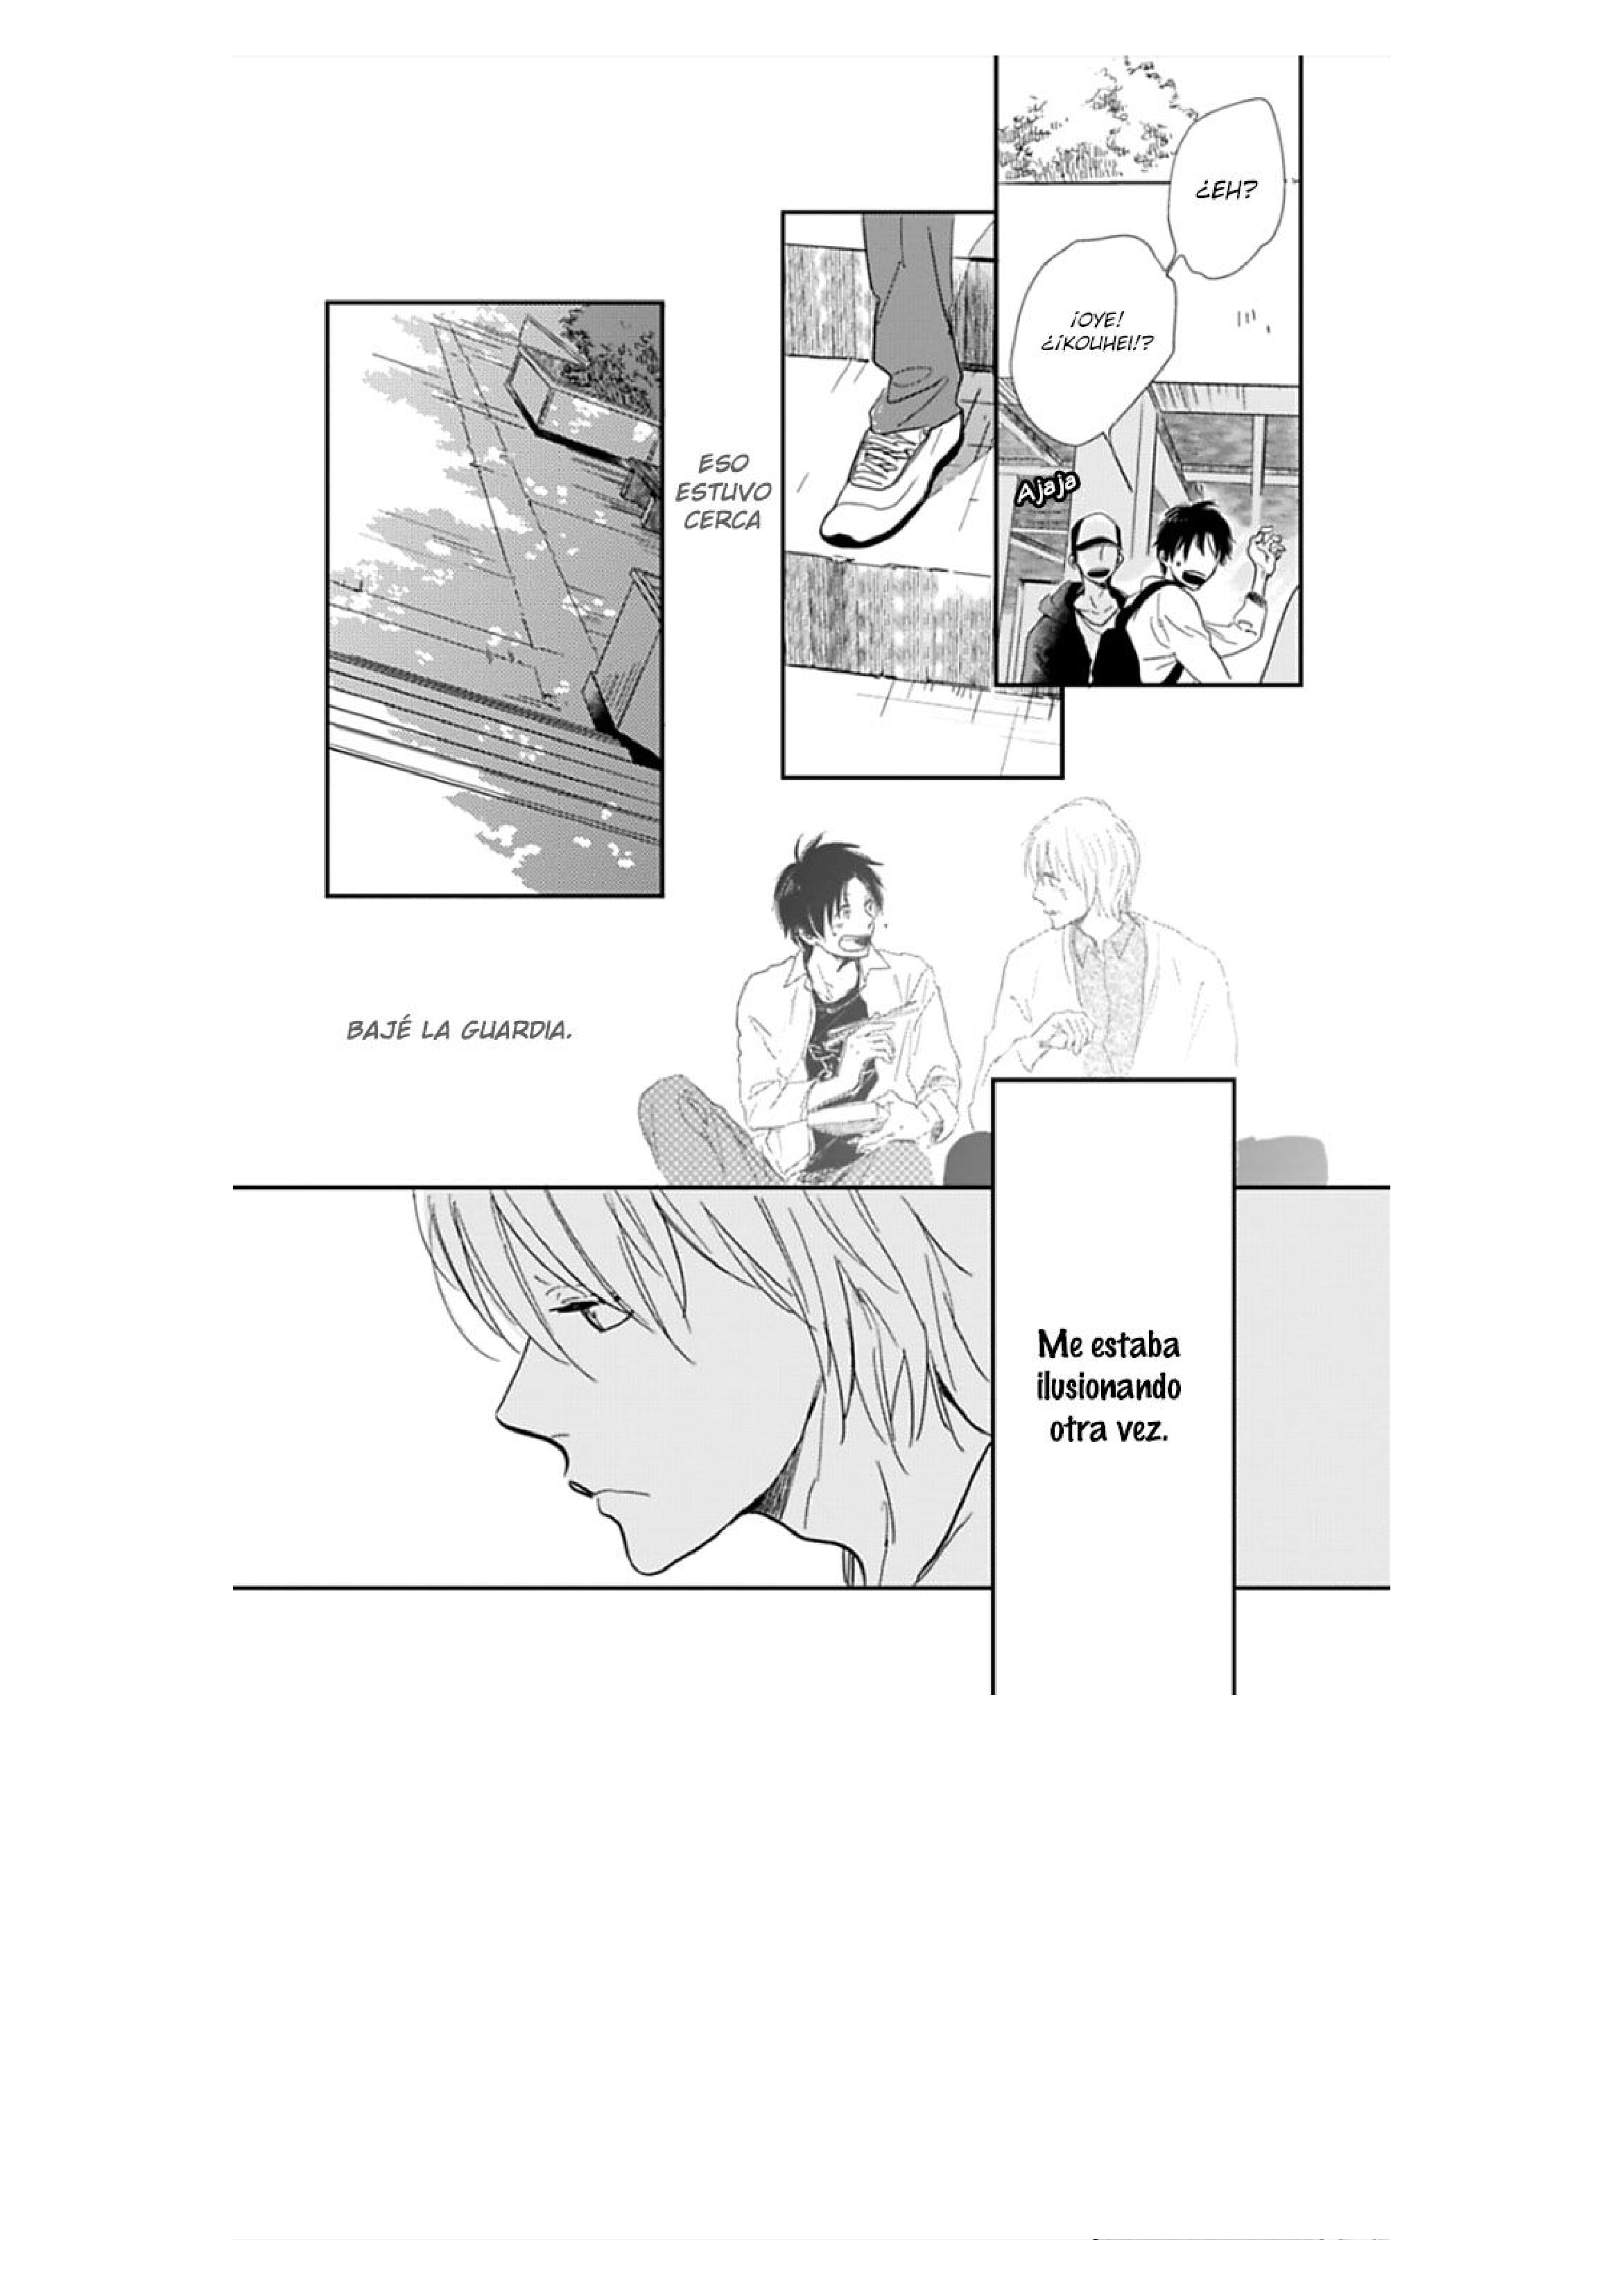 ¿EH?
¡OYE!
¿¡KOUHEI!?
Ajaja
ESO
ESTUVO
CERCA
BAJÉ LA GUARDIA.
Me estaba
ilusionando
otra vez.